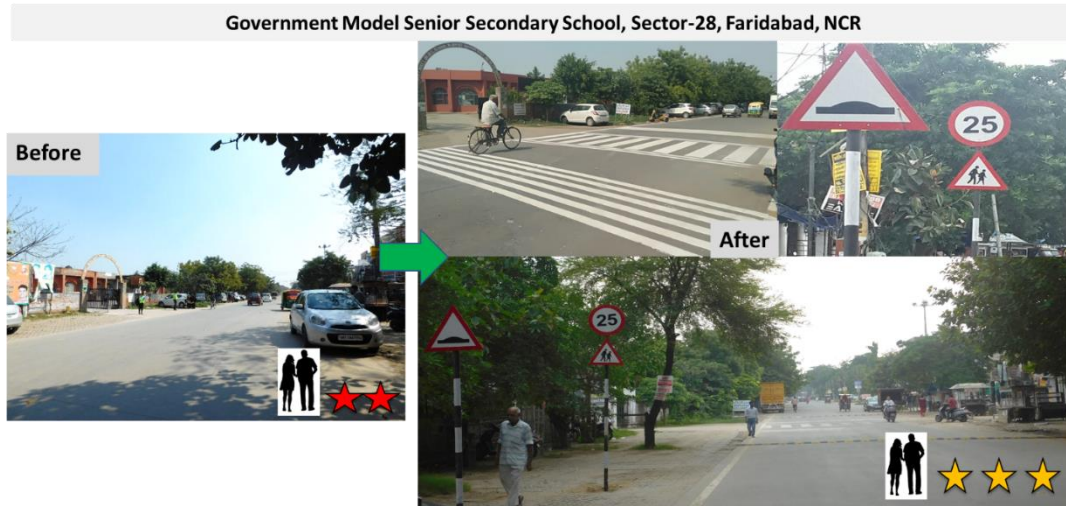 Government Model Senior Secondary School, Sector-28, Faridabad, NCR
Before
After
25
25